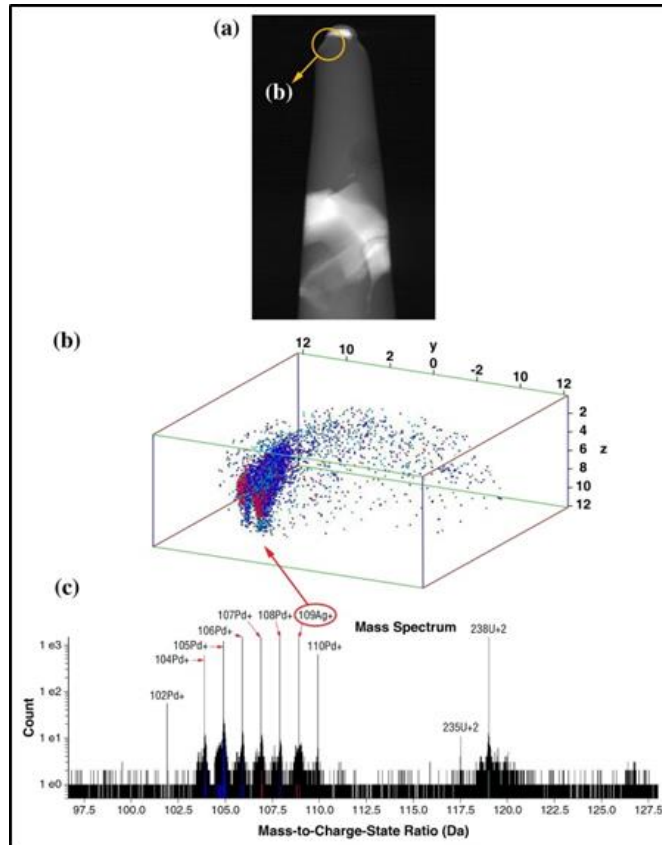 (a)
(b)
(b)
12 10 2 y 0 -2 10 12
2
4
6
z
8
10
12
(c)
107Pd+ 108Pd+ 109Ag+
106Pd+
Mass Spectrum
238U+2
105Pd+
110Pd+
104Pd+
102Pd+
235U+2
1 e3
1 e2
1 e1
1 e0
Count
97.5 100.0 102.5 105.0 107.5 110.0 112.5 115.0 117.5 120.0 122.5 125.0 127.5
Mass-to-Charge-State Ratio (Da)